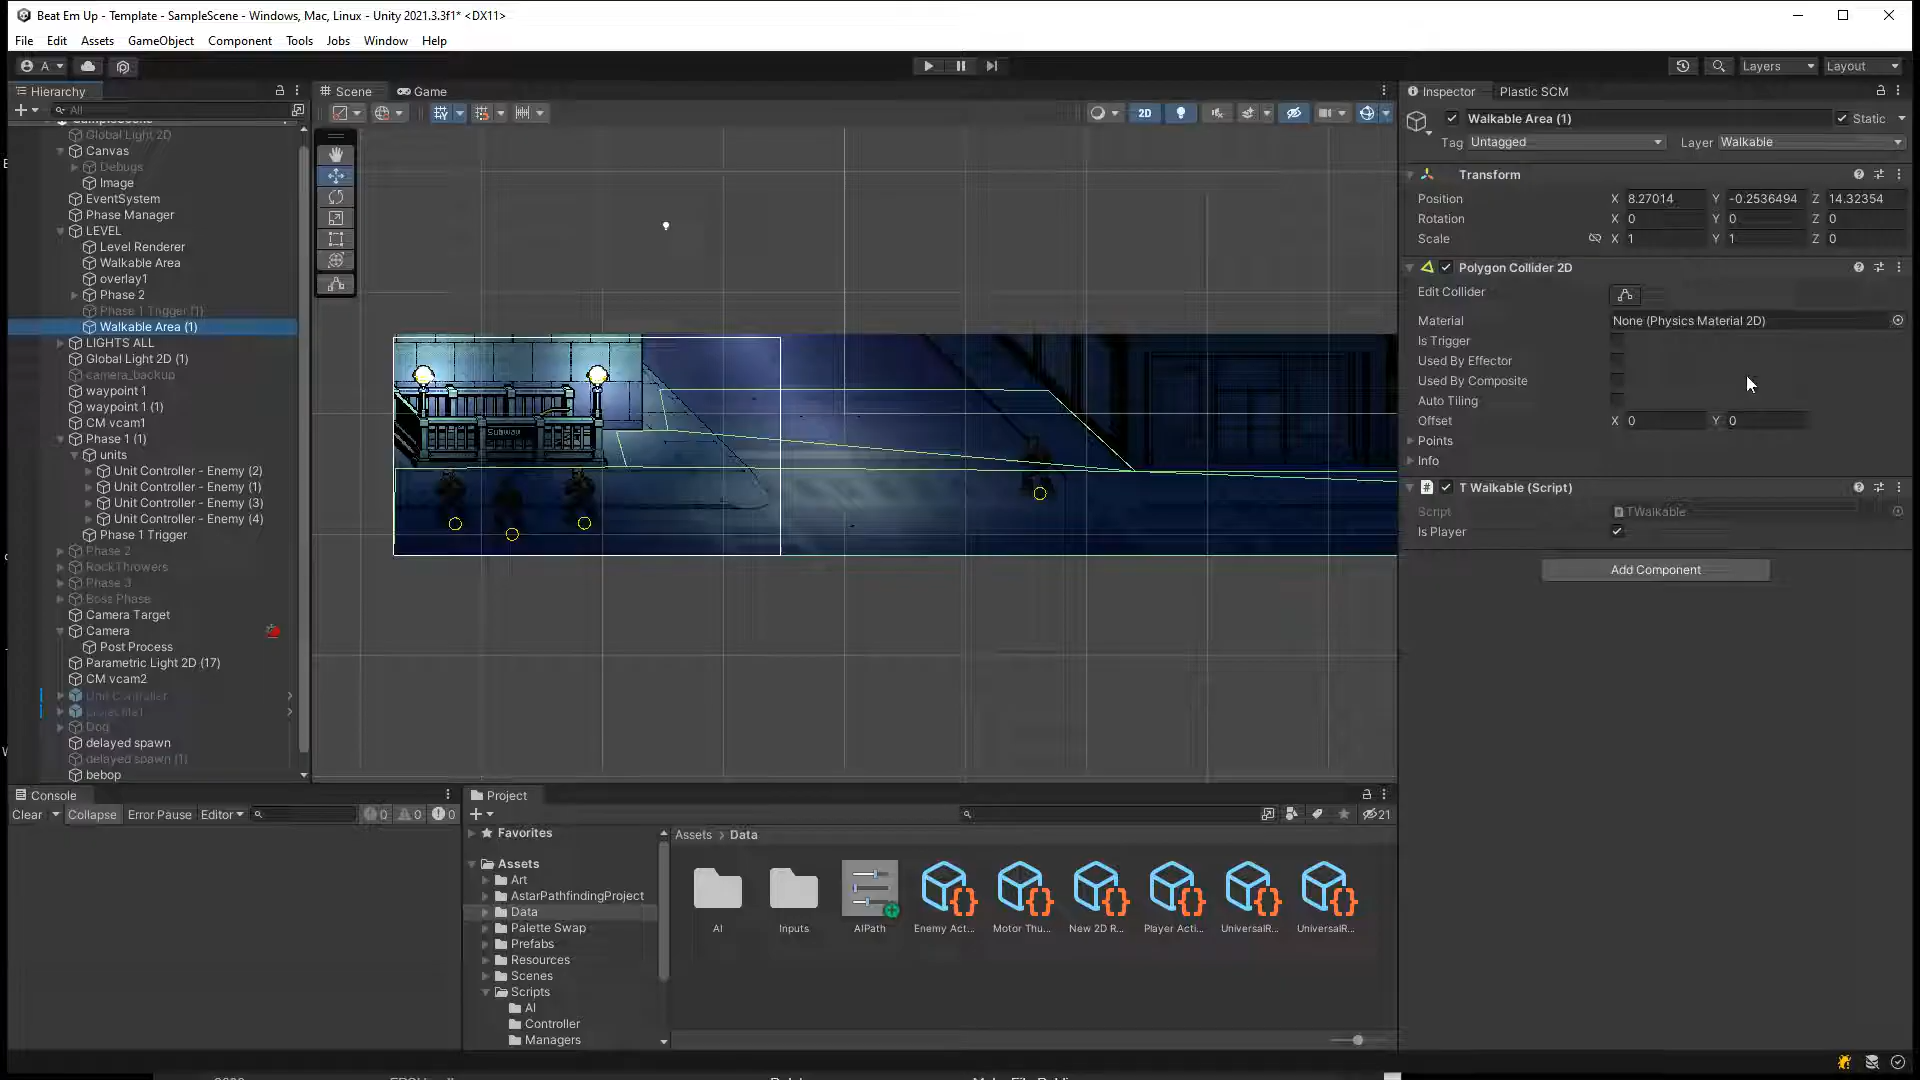 Beat Em Up - Template - SampleScene - Windows, Mac, Linux - Unity 2021.3.3f1* <DX11>
File Edit Assets GameObject Component Tools Jobs Window Help
A
Layers Layout
Hierarchy
All
SampleScene
Global Light 2D
Canvas
Debugs
Image
EventSystem
Phase Manager
LEVEL
Level Renderer
Walkable Area
overlay1
Phase 2
Phase 1 Trigger (1)
Walkable Area (1)
LIGHTS ALL
Global Light 2D (1)
camera_backup
waypoint 1
waypoint 1 (1)
CM vcam1
Phase 1 (1)
units
Unit Controller - Enemy (2)
Unit Controller - Enemy (1)
Unit Controller - Enemy (3)
Unit Controller - Enemy (4)
Phase 1 Trigger
Phase 2
RockThrowers
Phase 3
Boss Phase
Camera Target
Camera
Post Process
Parametric Light 2D (17)
CM vcam2
Unit Controller
Dog
delayed spawn
delayed spawn (1)
bebop
Scene Game
2D
Subway
Inspector Plastic SCM
Walkable Area (1) Static
Tag Untagged Layer Walkable
Transform
Position X 8.27014 Y -0.2536494 Z 14.32354
Rotation X 0 Y 0 Z 0
Scale X 1 Y 1 Z 0
Polygon Collider 2D
Edit Collider
Material None (Physics Material 2D)
Is Trigger
Used By Effector
Used By Composite
Auto Tiling
Offset X 0 Y 0
Points
Info
T Walkable (Script)
Script TWalkable
Is Player
Add Component
Console
Clear Collapse Error Pause Editor 0 0 0
Project
21
Favorites
Assets
Art
AstarPathfindingProject
Data
Palette Swap
Prefabs
Resources
Scenes
Scripts
AI
Controller
Managers
Assets > Data
AI Inputs AIPath Enemy Act... Motor Thu... New 2D R... Player Acti... UniversalR... UniversalR...